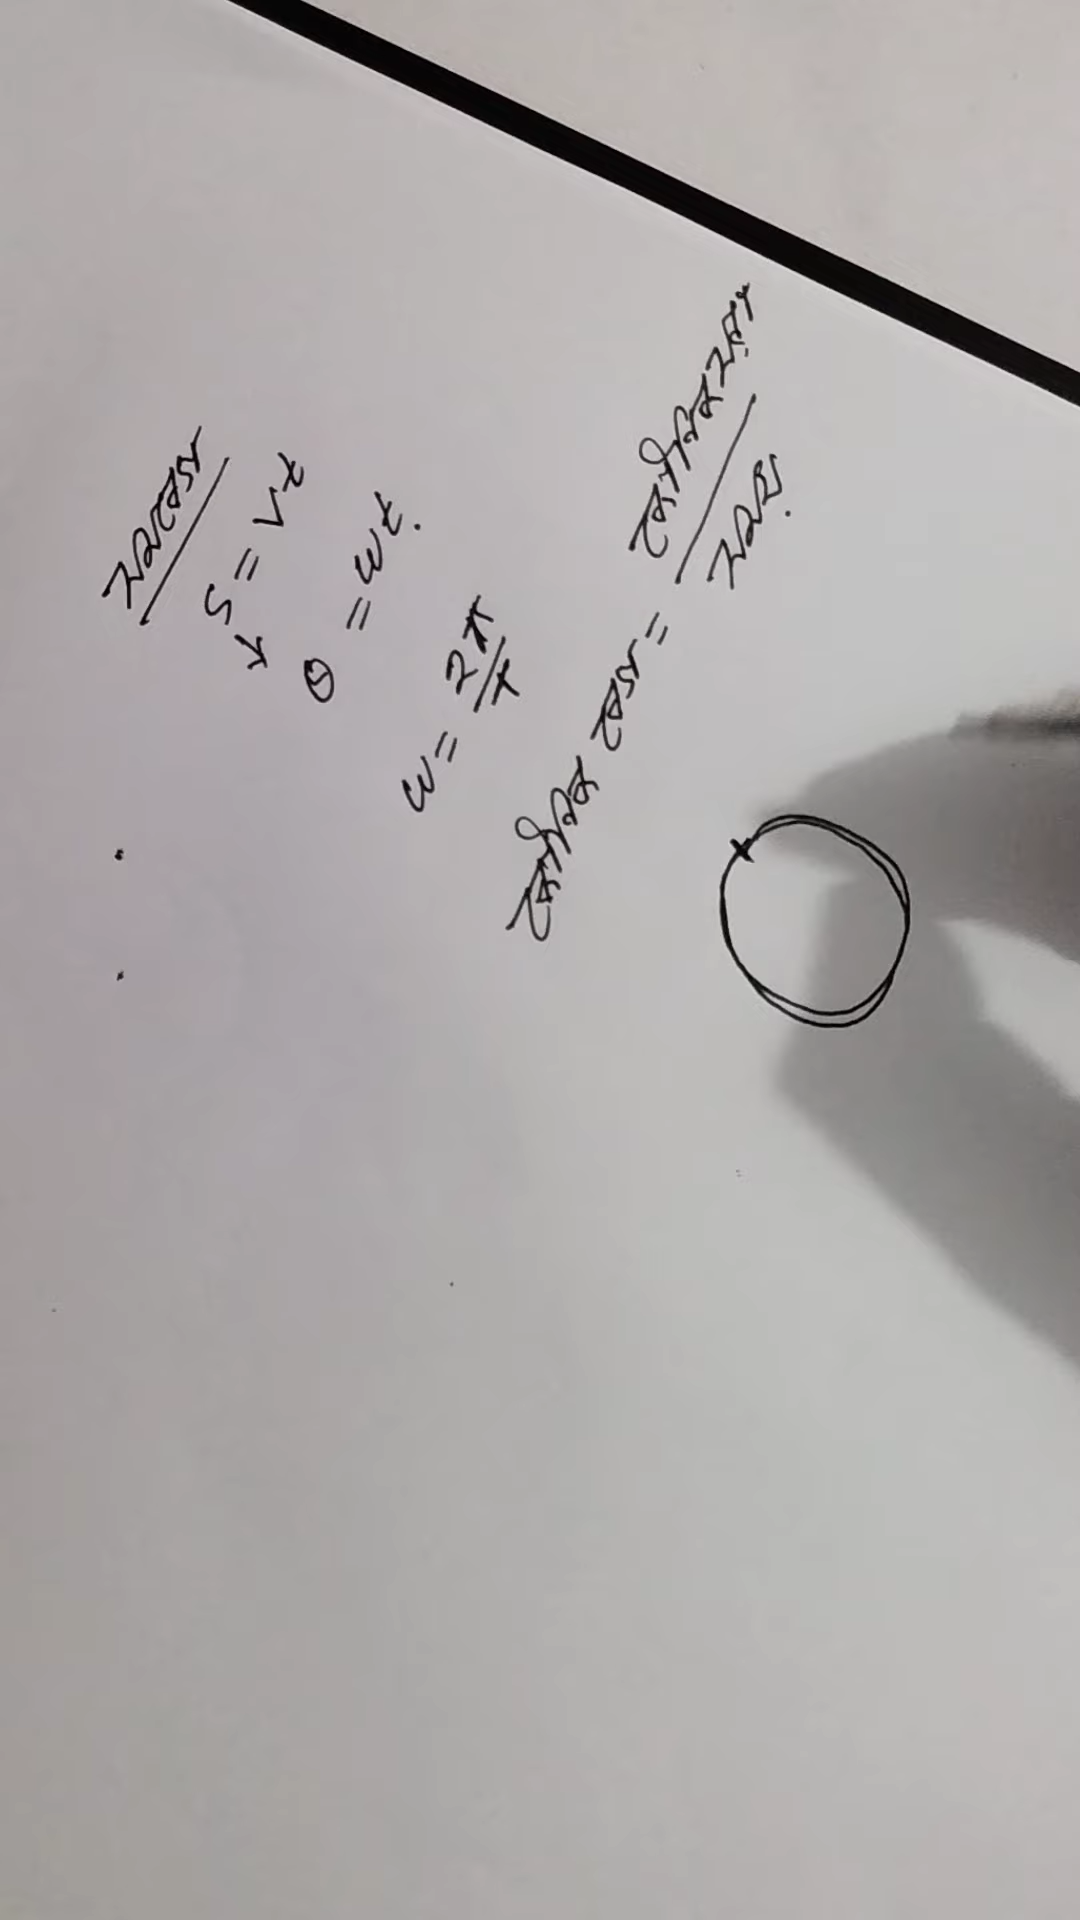 সমবেগ
S = vt
θ = ωt.
ω = 2π/T
কৌনিক বেগ = কৌনিক সরণ / সময়